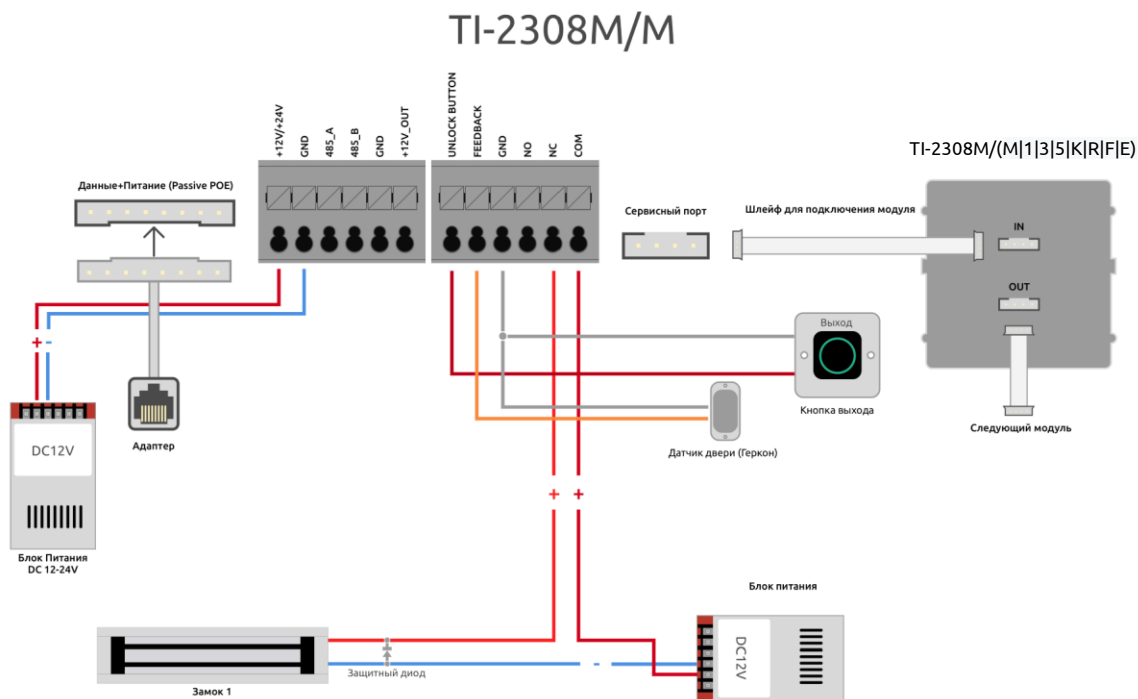 TI-2308M/M
+12V/+24V
GND
485_A
485_B
GND
+12V_OUT
UNLOCK BUTTON
FEEDBACK
GND
NO
NC
COM
TI-2308M/(M|1|3|5|K|R|F|E)
Данные+Питание (Passive POE)
Сервисный порт
Шлейф для подключения модуля
IN
OUT
Выход
Кнопка выхода
Следующий модуль
+ -
Адаптер
DC12V
Датчик двери (Геркон)
+ +
Блок Питания
DC 12-24V
Блок питания
DC12V
-
Защитный диод
Замок 1